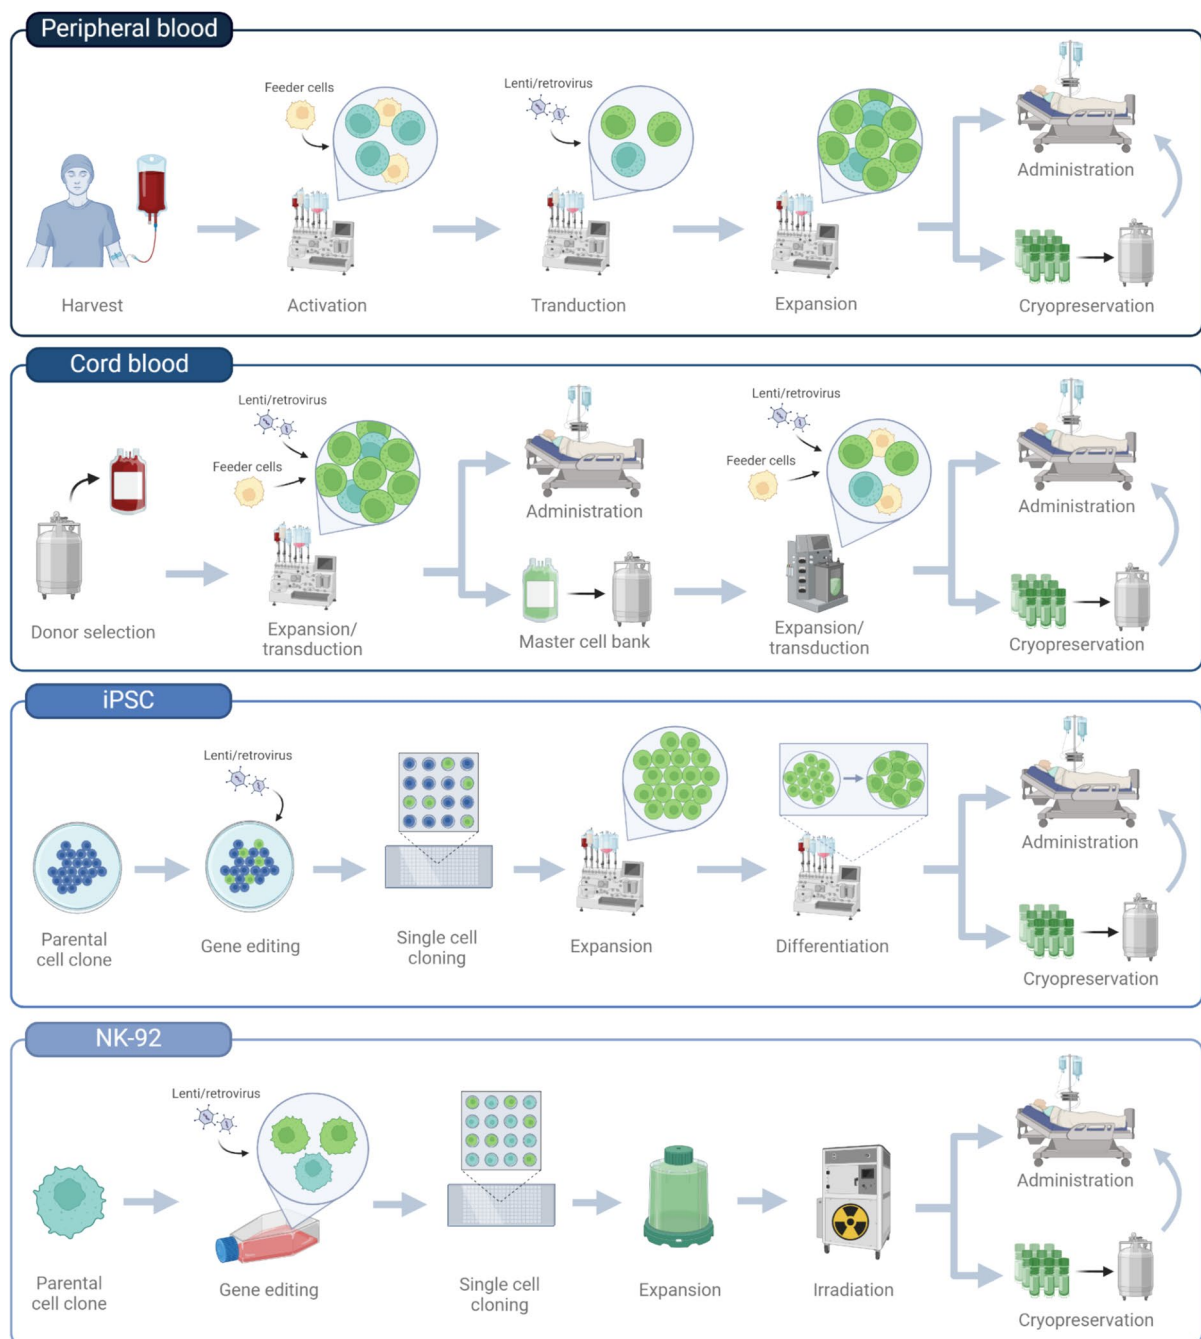 Peripheral blood
Feeder cells
Lenti/retrovirus
Harvest
Activation
Tranduction
Expansion
Administration
Cryopreservation
Cord blood
Lenti/retrovirus
Feeder cells
Donor selection
Expansion/
transduction
Administration
Master cell bank
Lenti/retrovirus
Feeder cells
Expansion/
transduction
Administration
Cryopreservation
iPSC
Lenti/retrovirus
Parental
cell clone
Gene editing
Single cell
cloning
Expansion
Differentiation
Administration
Cryopreservation
NK-92
Lenti/retrovirus
Parental
cell clone
Gene editing
Single cell
cloning
Expansion
Irradiation
Administration
Cryopreservation